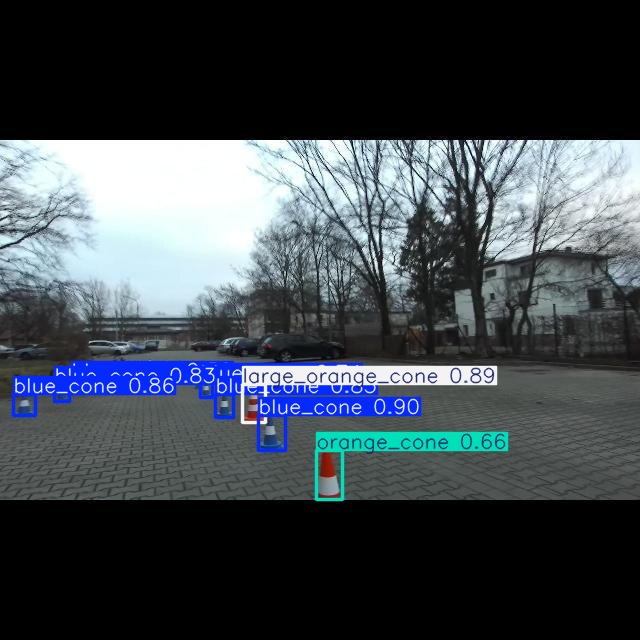 blue_cone 0.83
large_orange_cone 0.89
blue_cone 0.86
blue_cone 0.90
orange_cone 0.66